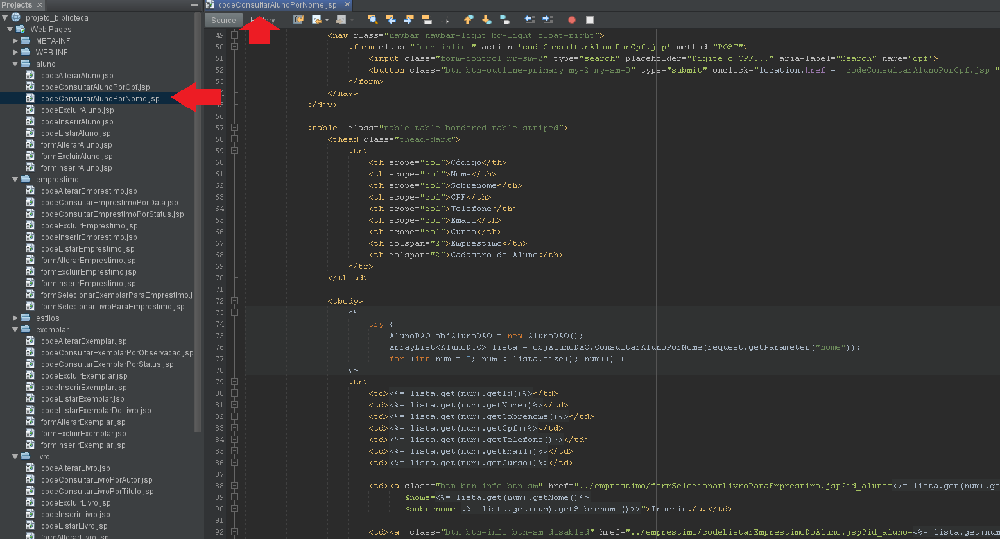 Projects
projeto_biblioteca
Web Pages
META-INF
WEB-INF
aluno
codeAlterarAluno.jsp
codeConsultarAlunoPorCpf.jsp
codeConsultarAlunoPorNome.jsp
codeExcluirAluno.jsp
codeInserirAluno.jsp
codeListarAluno.jsp
formAlterarAluno.jsp
formExcluirAluno.jsp
formInserirAluno.jsp
emprestimo
codeAlterarEmprestimo.jsp
codeConsultarEmprestimoPorData.jsp
codeConsultarEmprestimoPorStatus.jsp
codeExcluirEmprestimo.jsp
codeInserirEmprestimo.jsp
codeListarEmprestimo.jsp
formAlterarEmprestimo.jsp
formExcluirEmprestimo.jsp
formInserirEmprestimo.jsp
formSelecionarExemplarParaEmprestimo.j
formSelecionarLivroParaEmprestimo.jsp
estilos
exemplar
codeAlterarExemplar.jsp
codeConsultarExemplarPorObservacao.jsp
codeConsultarExemplarPorStatus.jsp
codeExcluirExemplar.jsp
codeInserirExemplar.jsp
codeListarExemplar.jsp
codeListarExemplarDoLivro.jsp
formAlterarExemplar.jsp
formExcluirExemplar.jsp
formInserirExemplar.jsp
livro
codeAlterarLivro.jsp
codeConsultarLivroPorAutor.jsp
codeConsultarLivroPorTitulo.jsp
codeExcluirLivro.jsp
codeInserirLivro.jsp
codeListarLivro.jsp
formAlterarLivro.jsp
codeConsultarAlunoPorNome.jsp
Source History
49 <nav class="navbar navbar-light bg-light float-right">
50 <form class="form-inline" action='codeConsultarAlunoPorCpf.jsp' method="POST">
51 <input class="form-control mr-sm-2" type="search" placeholder="Digite o CPF..." aria-label="Search" name='cpf'>
52 <button class="btn btn-outline-primary my-2 my-sm-0" type="submit" onclick="location.href = 'codeConsultarAlunoPorCpf.jsp'"
53 </form>
4 </nav>
55 </div>
56
57 <table  class="table table-bordered table-striped">
58 <thead class="thead-dark">
59 <tr>
60 <th scope="col">Código</th>
61 <th scope="col">Nome</th>
62 <th scope="col">Sobrenome</th>
63 <th scope="col">CPF</th>
64 <th scope="col">Telefone</th>
65 <th scope="col">Email</th>
66 <th scope="col">Curso</th>
67 <th colspan="2">Empréstimo</th>
68 <th colspan="2">Cadastro do Aluno</th>
69 </tr>
70 </thead>
71
72 <tbody>
73 <%
74 try {
75 AlunoDAO objAlunoDAO = new AlunoDAO();
76 ArrayList<AlunoDTO> lista = objAlunoDAO.ConsultarAlunoPorNome(request.getParameter("nome"));
77 for (int num = 0; num < lista.size(); num++) {
78 %>
79 <tr>
80 <td><%= lista.get(num).getId()%></td>
81 <td><%= lista.get(num).getNome()%></td>
82 <td><%= lista.get(num).getSobrenome()%></td>
83 <td><%= lista.get(num).getCpf()%></td>
84 <td><%= lista.get(num).getTelefone()%></td>
85 <td><%= lista.get(num).getEmail()%></td>
86 <td><%= lista.get(num).getCurso()%></td>
87
88 <td><a class="btn btn-info btn-sm" href="../emprestimo/formSelecionarLivroParaEmprestimo.jsp?id_aluno=<%= lista.get(num).ge
89 &nome=<%= lista.get(num).getNome()%>
90 &sobrenome=<%= lista.get(num).getSobrenome()%>">Inserir</a></td>
91
92 <td><a  class="btn btn-info btn-sm disabled" href="../emprestimo/codeListarEmprestimoDoAluno.jsp?id_aluno=<%= lista.get(num